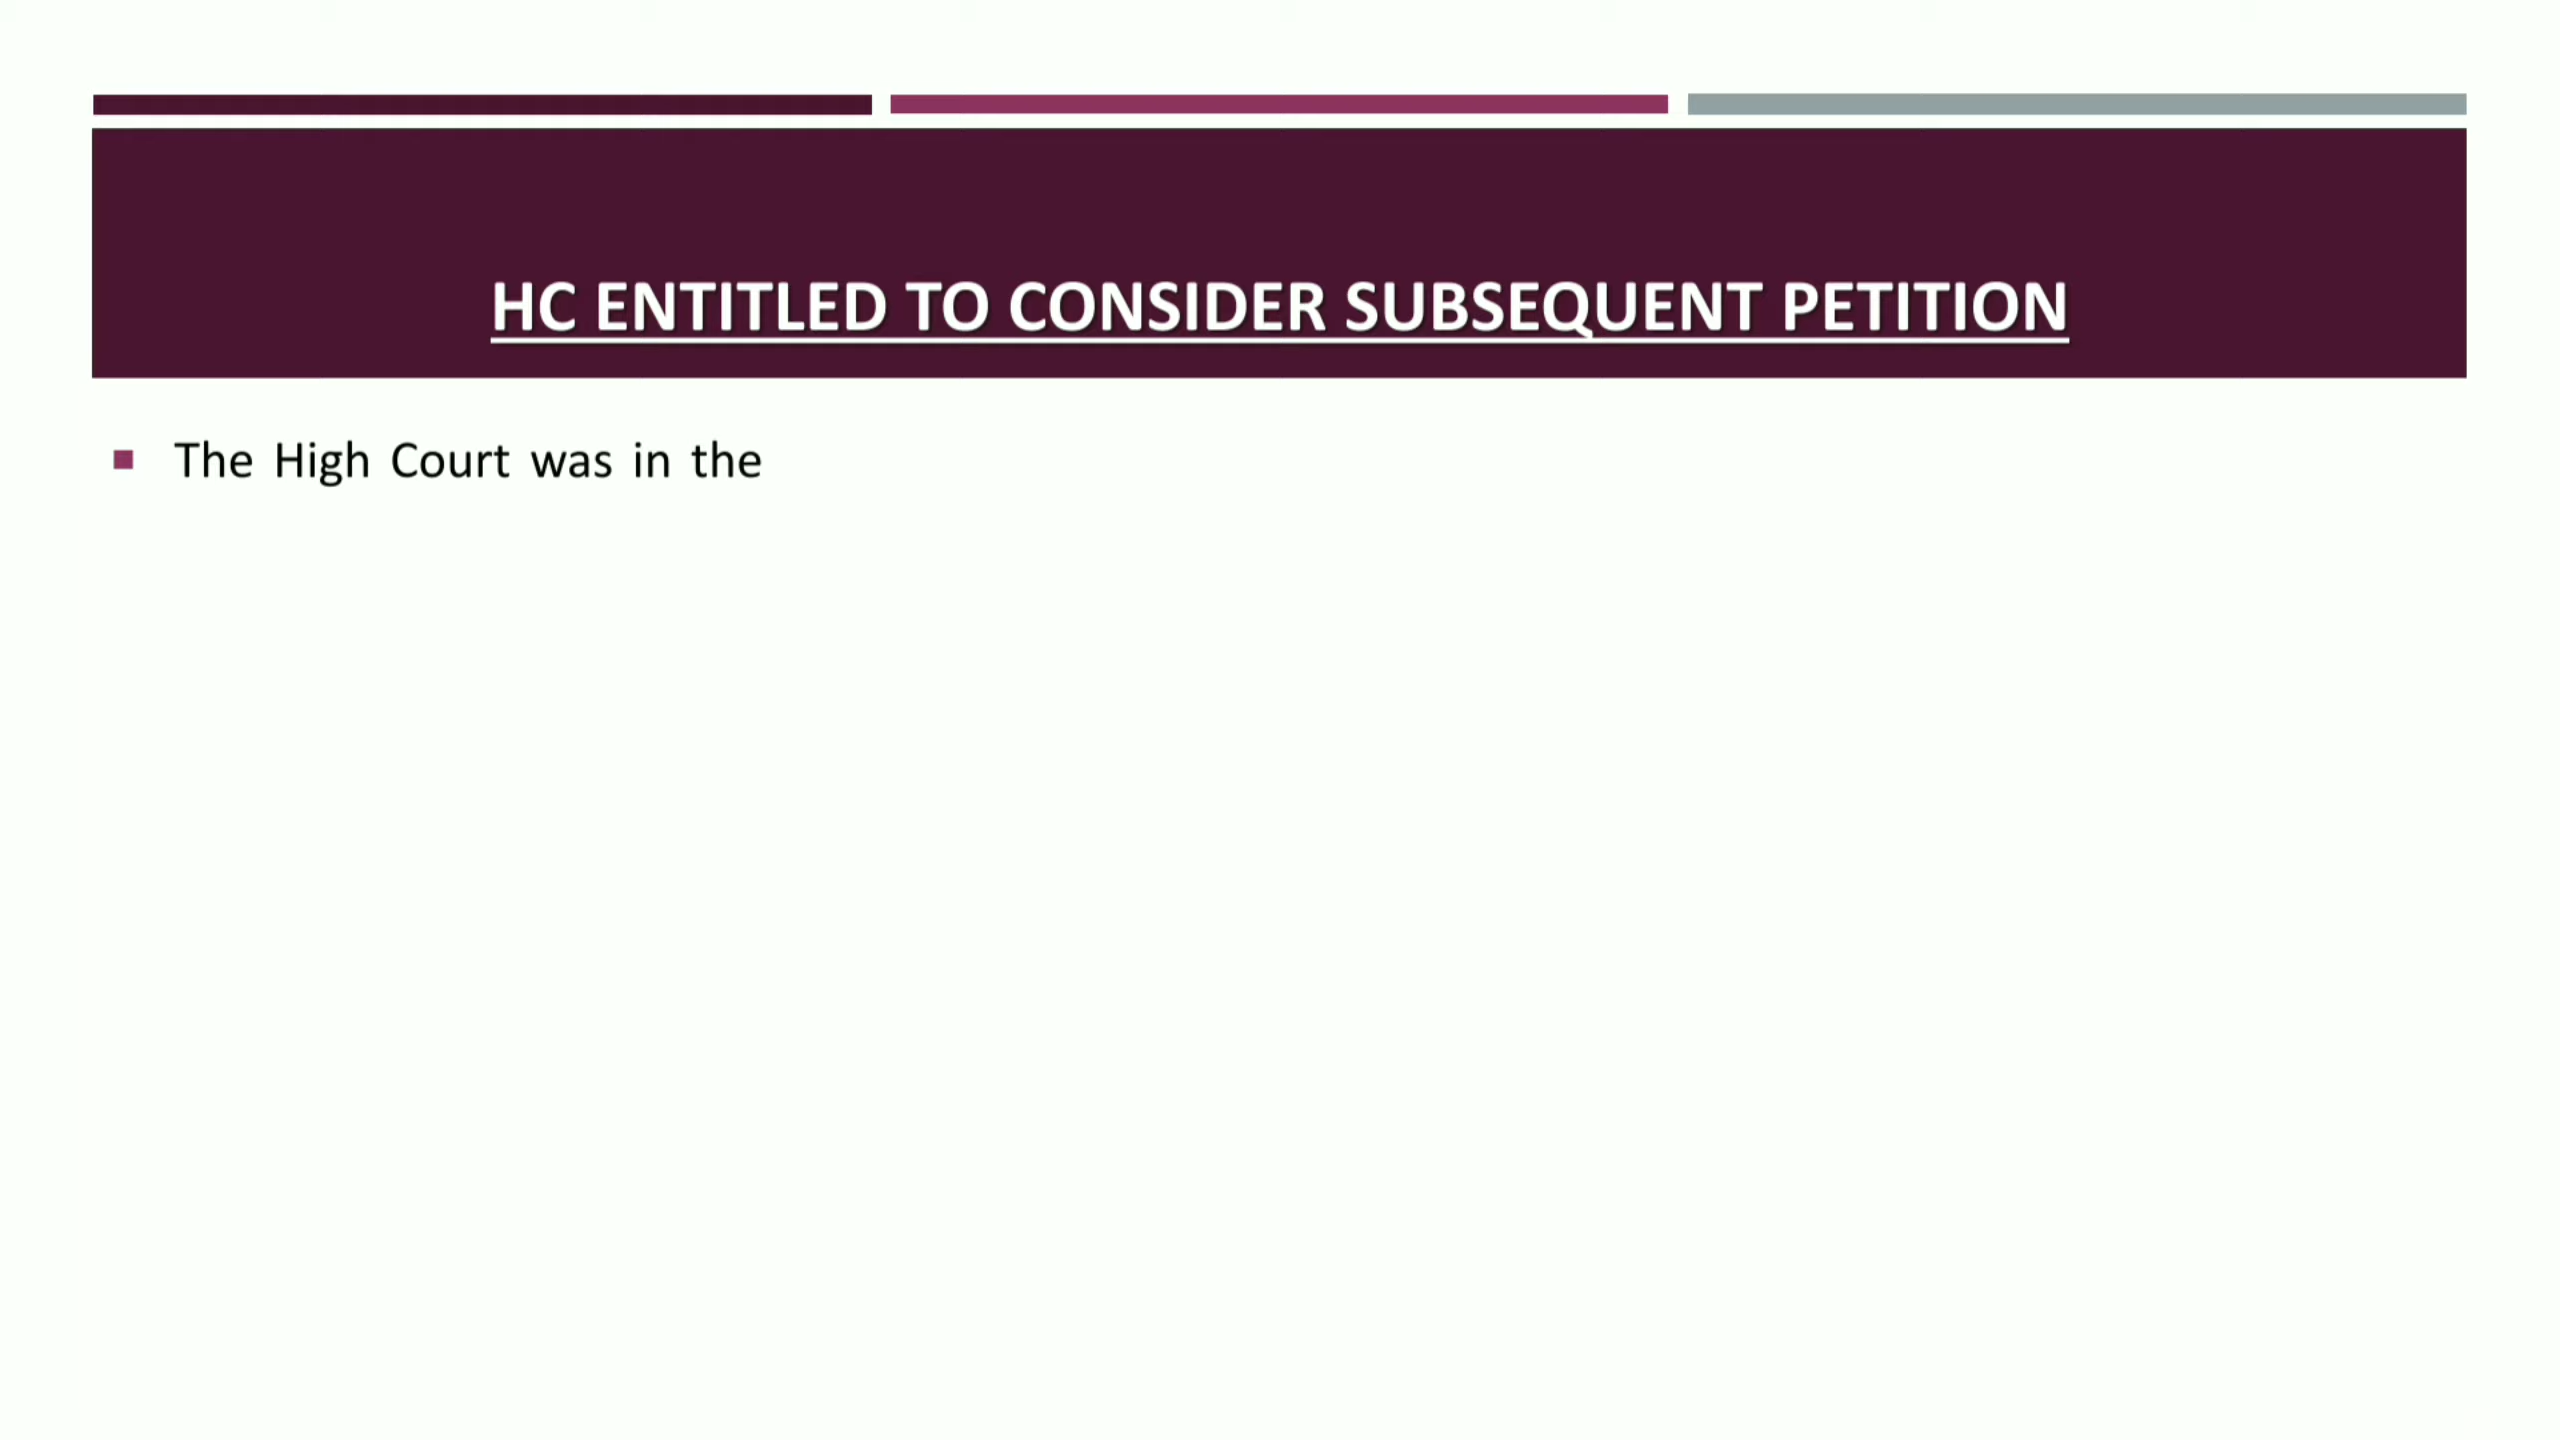 HC ENTITLED TO CONSIDER SUBSEQUENT PETITION
The High Court was in the